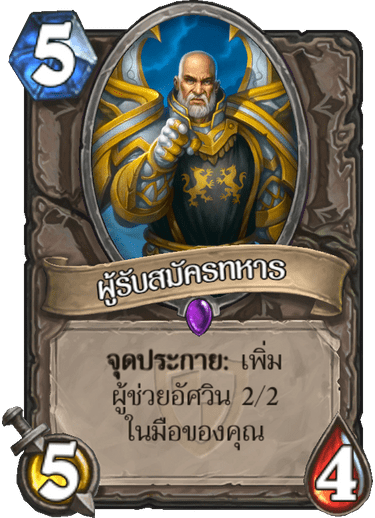 5
ผู้รับสมัครทหาร
จุดประกาย: เพิ่ม
ผู้ช่วยอัศวิน 2/2
ในมือของคุณ
5
4